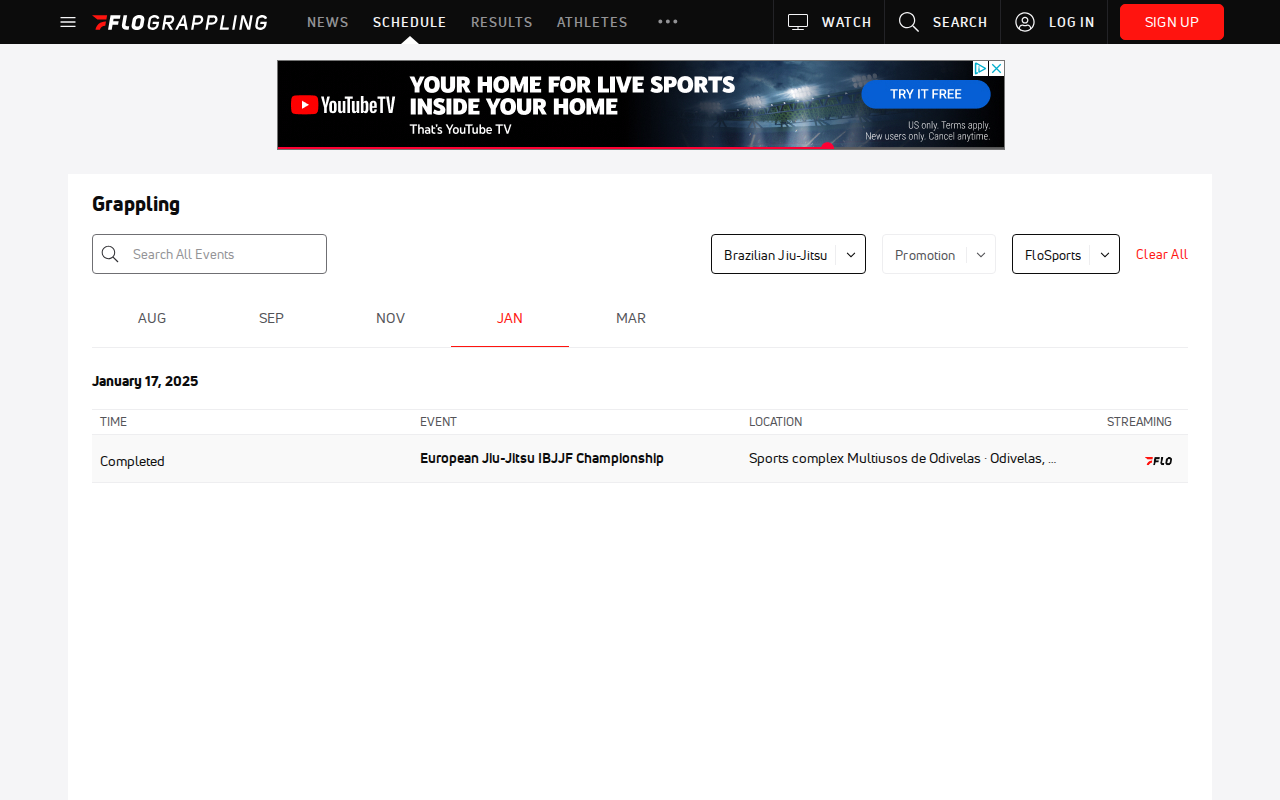 FLOGRAPPLING NEWS SCHEDULE RESULTS ATHLETES ••• WATCH SEARCH LOG IN SIGN UP
YouTubeTV
YOUR HOME FOR LIVE SPORTS
INSIDE YOUR HOME
That's YouTube TV
TRY IT FREE
US only. Terms apply.
New users only. Cancel anytime.
Grappling
Search All Events Brazilian Jiu-Jitsu Promotion FloSports Clear All
AUG SEP NOV JAN MAR
January 17, 2025
TIME EVENT LOCATION STREAMING
Completed European Jiu-Jitsu IBJJF Championship Sports complex Multiusos de Odivelas · Odivelas, ... FLO